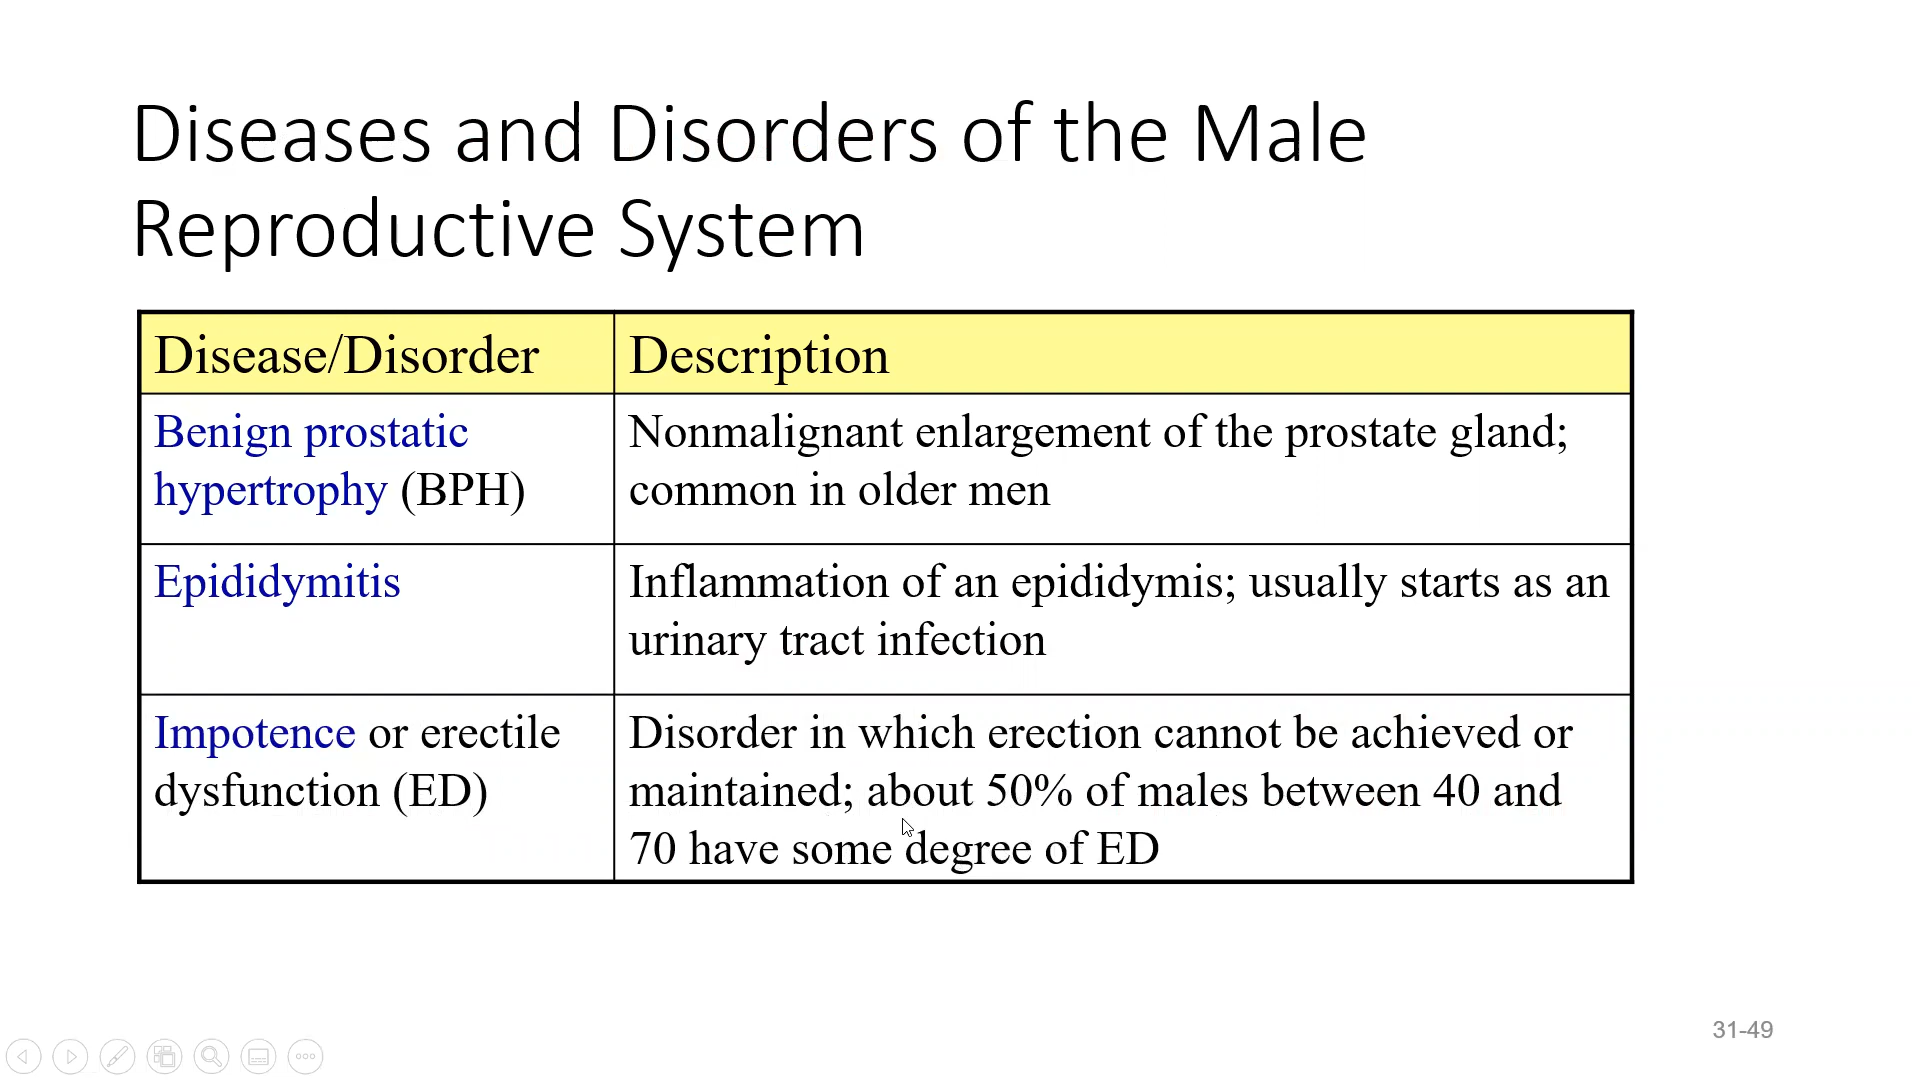 Diseases and Disorders of the Male
Reproductive System
Disease/Disorder
Description
Benign prostatic
hypertrophy (BPH)
Nonmalignant enlargement of the prostate gland;
common in older men
Epididymitis
Inflammation of an epididymis; usually starts as an
urinary tract infection
Impotence or erectile
dysfunction (ED)
Disorder in which erection cannot be achieved or
maintained; about 50% of males between 40 and
70 have some degree of ED
31-49